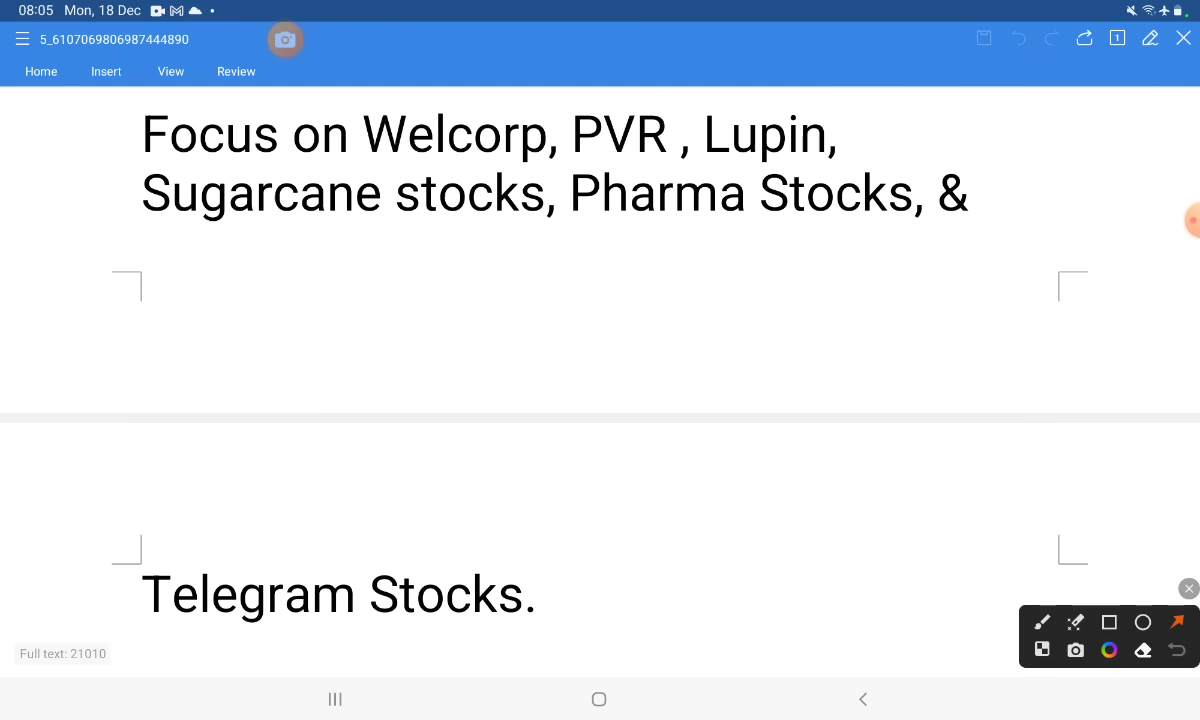 08:05 Mon, 18 Dec
5_6107069806987444890
1
Home Insert View Review
Focus on Welcorp, PVR , Lupin,
Sugarcane stocks, Pharma Stocks, &
Telegram Stocks.
Full text: 21010